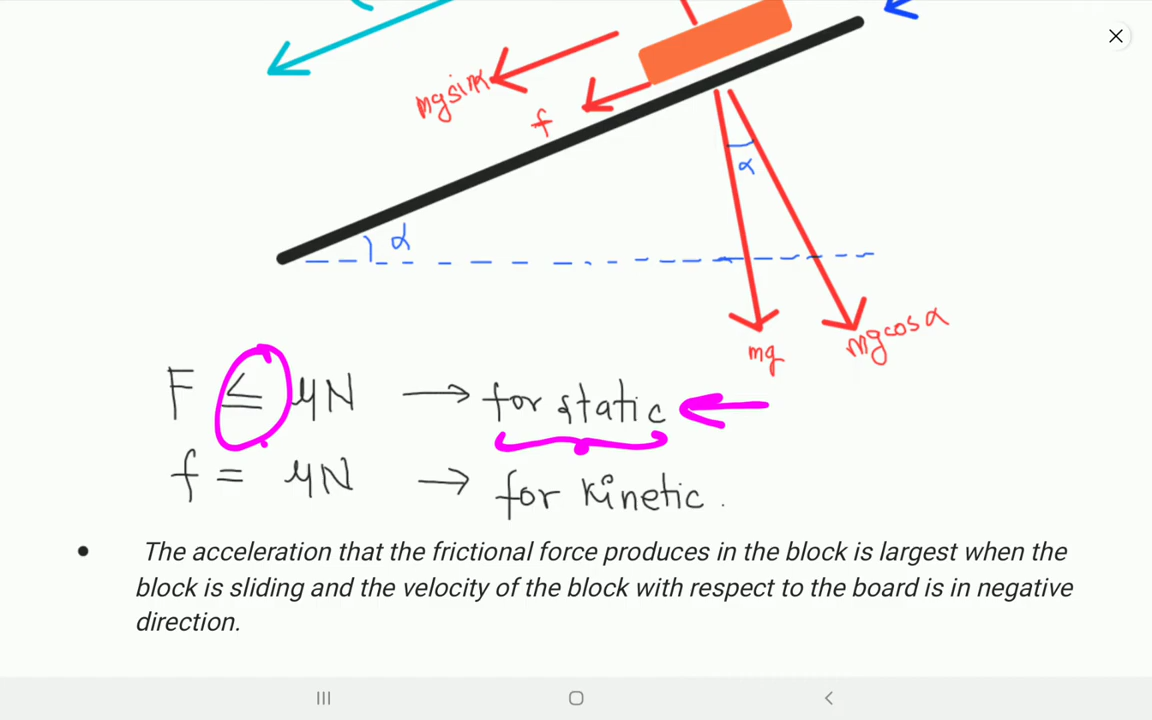 mgsinα
f
α
α
mg
mgcosα
F ≤ μN → for static
f = μN → for kinetic.
• The acceleration that the frictional force produces in the block is largest when the
block is sliding and the velocity of the block with respect to the board is in negative
direction.